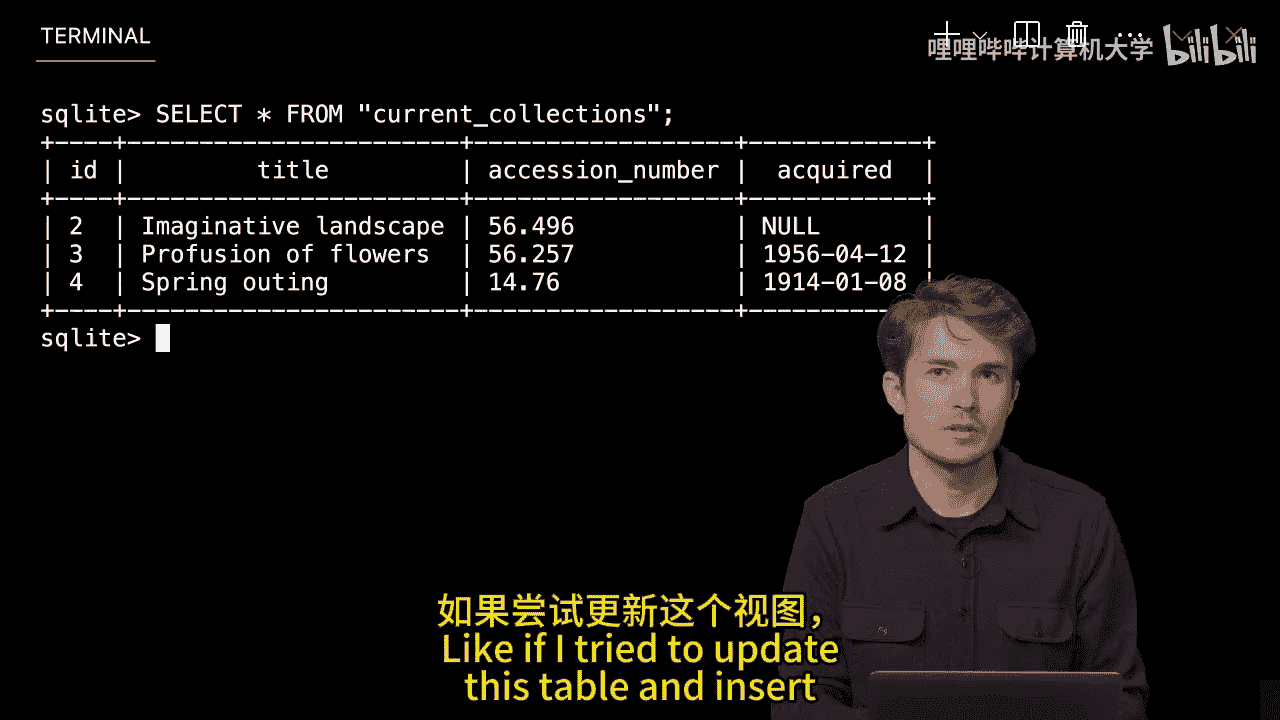 TERMINAL
哔哩哔哩计算机大学 bilibili
sqlite> SELECT * FROM "current_collections";
+----+-----------------------+------------------+------------+
| id | title | accession_number | acquired |
+----+-----------------------+------------------+------------+
| 2 | Imaginative landscape | 56.496 | NULL |
| 3 | Profusion of flowers | 56.257 | 1956-04-12 |
| 4 | Spring outing | 14.76 | 1914-01-08 |
+----+-----------------------+------------------+---------
sqlite>
如果尝试更新这个视图，
Like if I tried to update
this table and insert